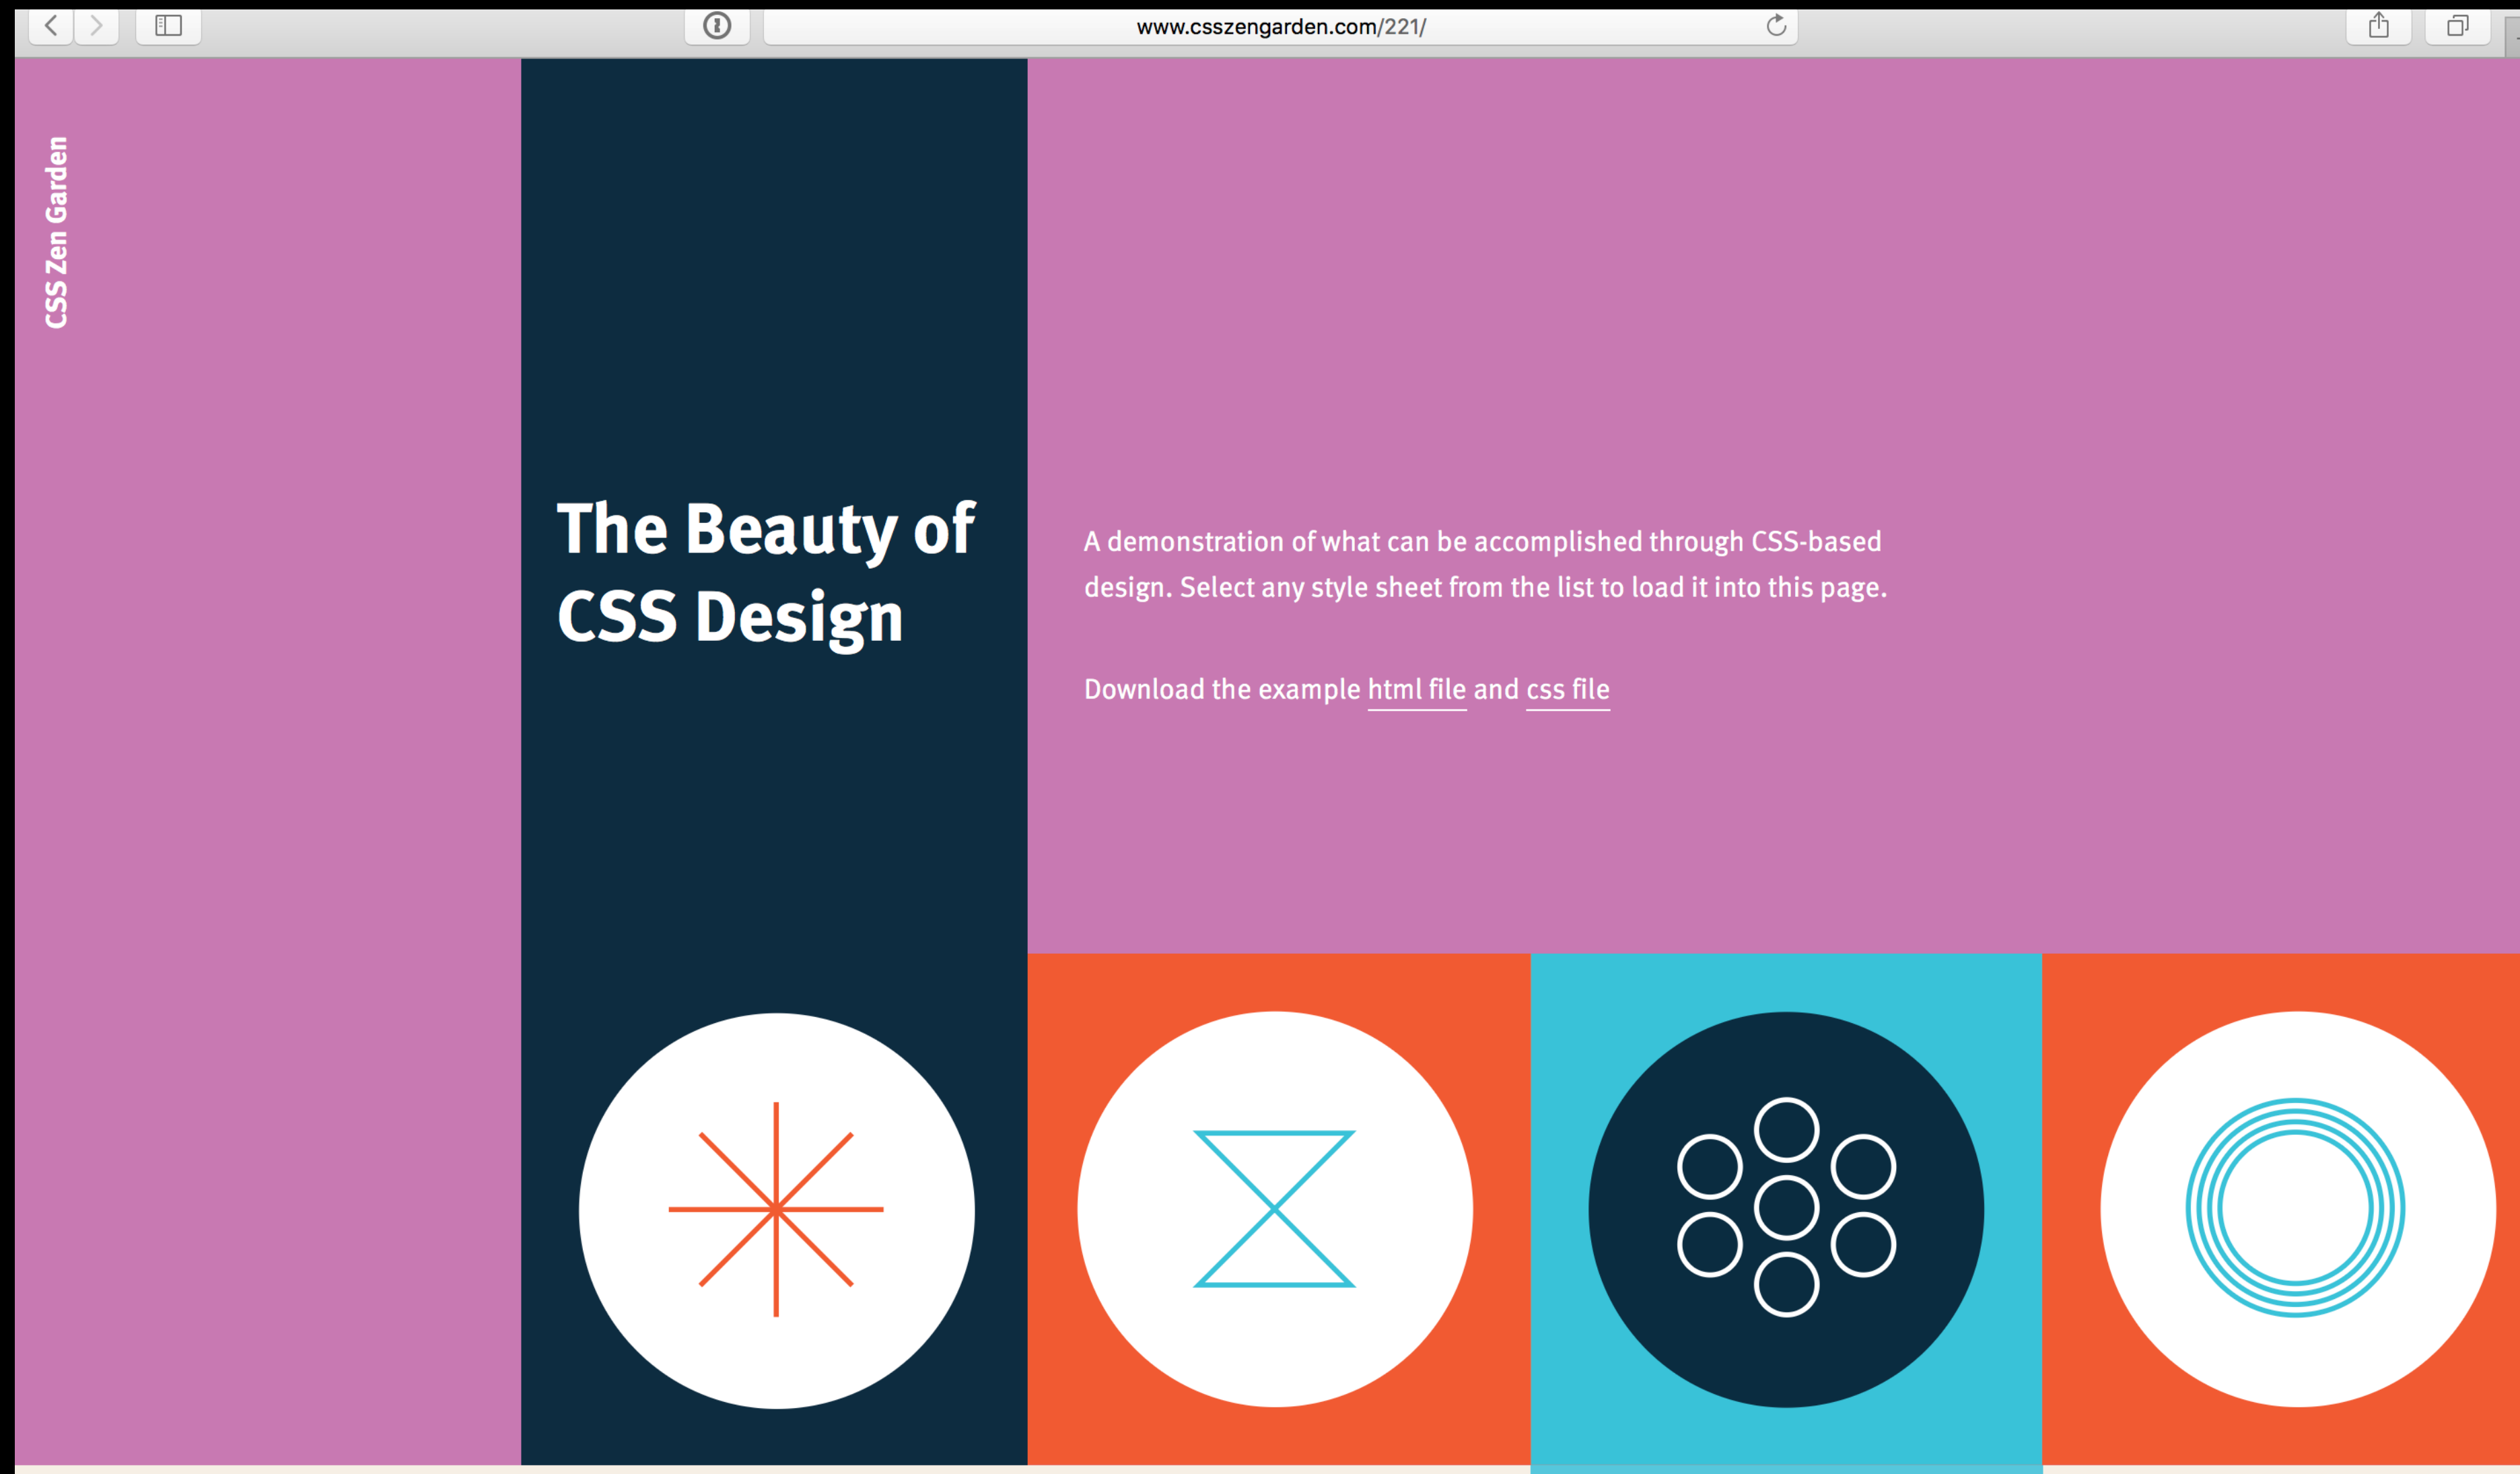 www.csszengarden.com/221/
CSS Zen Garden
The Beauty of
CSS Design
A demonstration of what can be accomplished through CSS-based
design. Select any style sheet from the list to load it into this page.
Download the example html file and css file